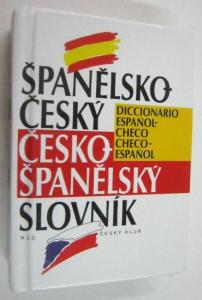 ŠPANĚLSKO-
ČESKÝ
DICCIONARIO
ESPAÑOL-
CHECO
CHECO-
ESPAÑOL
ČESKO-
ŠPANĚLSKÝ
SLOVNÍK
ČESKÝ KLUB